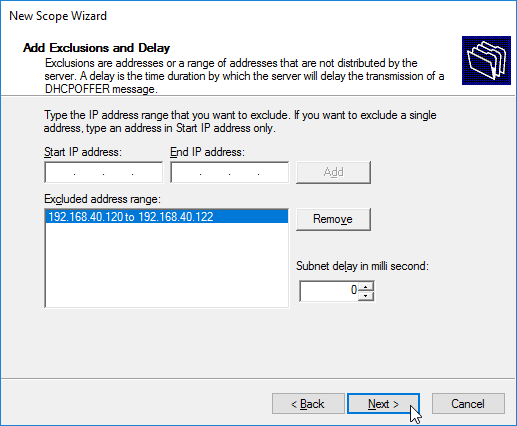 New Scope Wizard
Add Exclusions and Delay
Exclusions are addresses or a range of addresses that are not distributed by the
server. A delay is the time duration by which the server will delay the transmission of a
DHCPOFFER message.
Type the IP address range that you want to exclude. If you want to exclude a single
address, type an address in Start IP address only.
Start IP address:
End IP address:
. . .
. . .
Add
Excluded address range:
192.168.40.120 to 192.168.40.122
Remove
Subnet delay in milli second:
0
< Back
Next >
Cancel